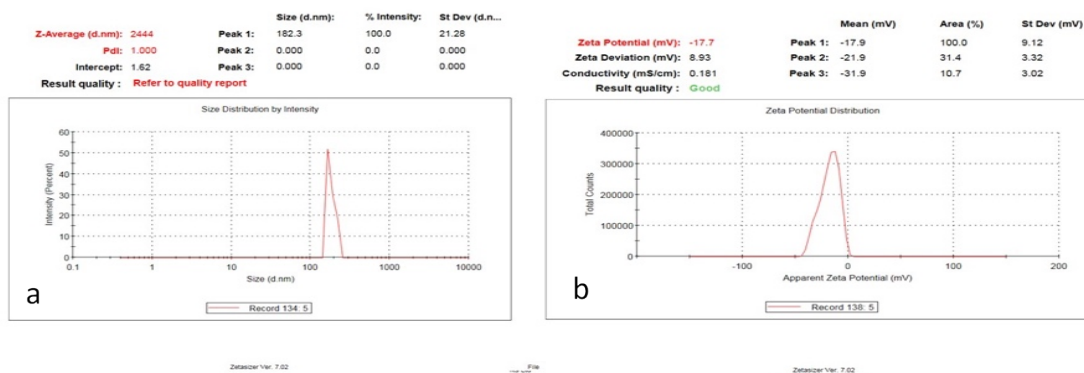 Size (d.nm): % Intensity: St Dev (d.n...
Z-Average (d.nm): 2444 Peak 1: 182.3 100.0 21.28
PdI: 1.000 Peak 2: 0.000 0.0 0.000
Intercept: 1.62 Peak 3: 0.000 0.0 0.000
Result quality : Refer to quality report
Size Distribution by Intensity
Intensity (Percent)
60
50
40
30
20
10
0
0.1 1 10 100 1000 10000
Size (d.nm)
a
Record 134: 5
Zetasizer Ver. 7.02
File
Mean (mV) Area (%) St Dev (mV)
Zeta Potential (mV): -17.7 Peak 1: -17.9 100.0 9.12
Zeta Deviation (mV): 8.93 Peak 2: -21.9 31.4 3.32
Conductivity (mS/cm): 0.181 Peak 3: -31.9 10.7 3.02
Result quality : Good
Zeta Potential Distribution
Total Counts
400000
300000
200000
100000
0
-100 0 100 200
Apparent Zeta Potential (mV)
b
Record 138: 5
Zetasizer Ver. 7.02